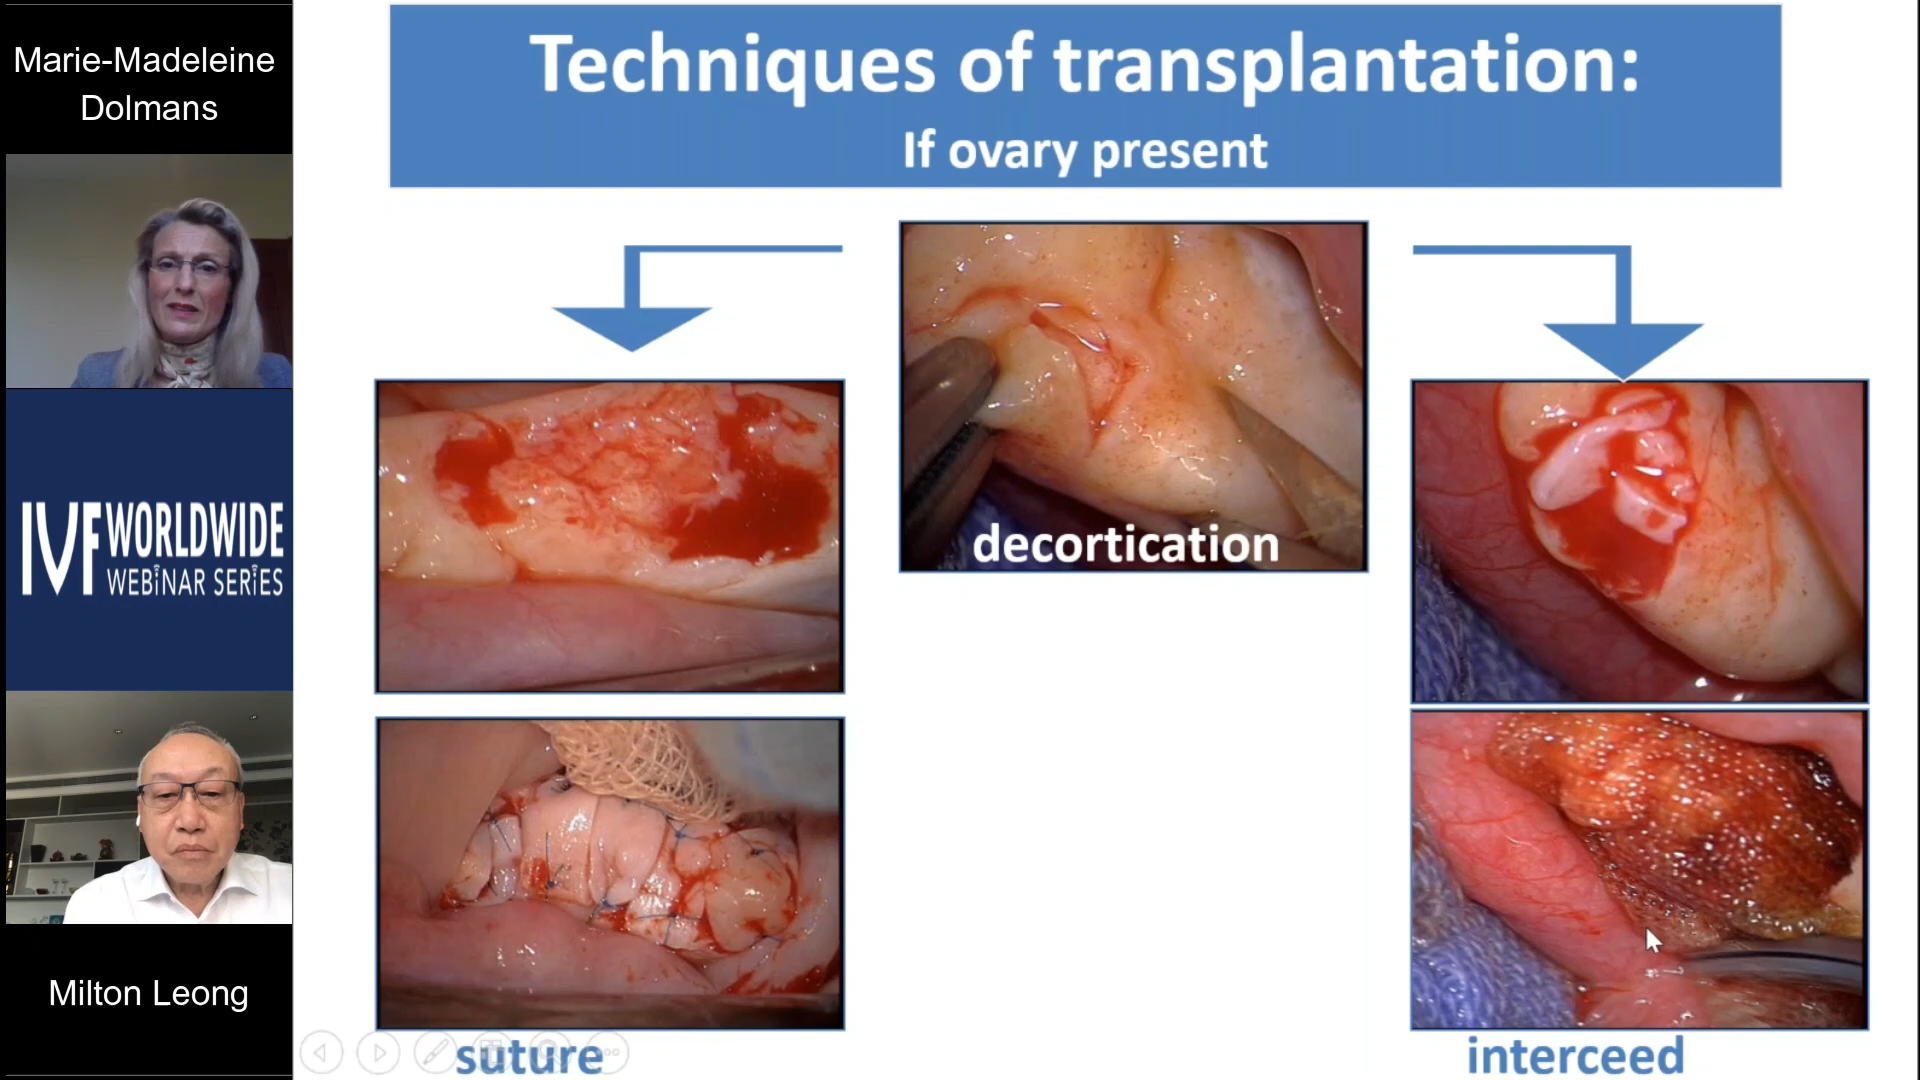 Marie-Madeleine
Dolmans
IVF WORLDWIDE
WEBINAR SERIES
Milton Leong
Techniques of transplantation:
If ovary present
decortication
suture
interceed